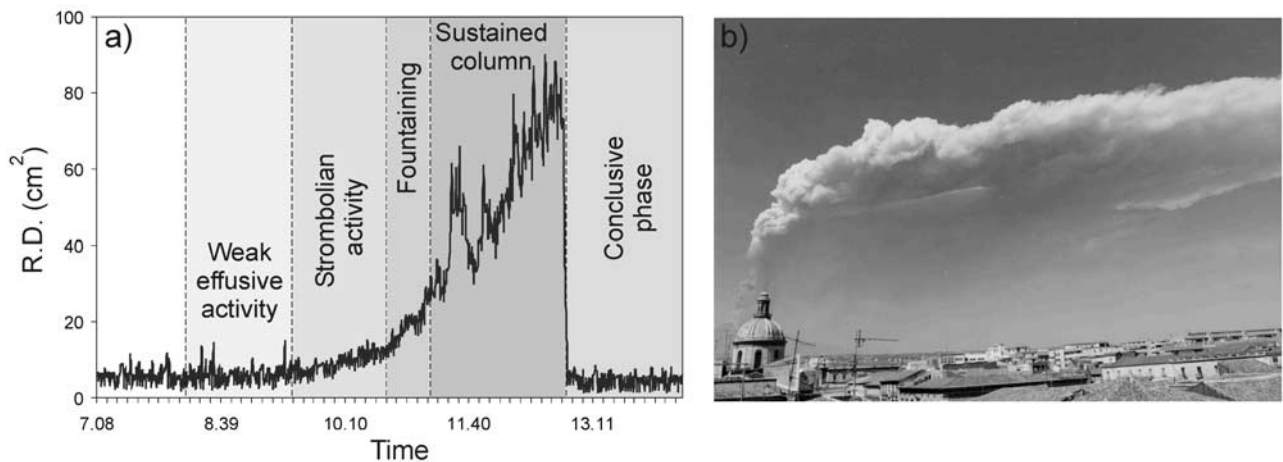 a)
R.D. (cm²)
100
80
60
40
20
0
Weak
effusive
activity
Strombolian
activity
Fountaining
Sustained
column
Conclusive
phase
7.08
8.39
10.10
11.40
13.11
Time
b)